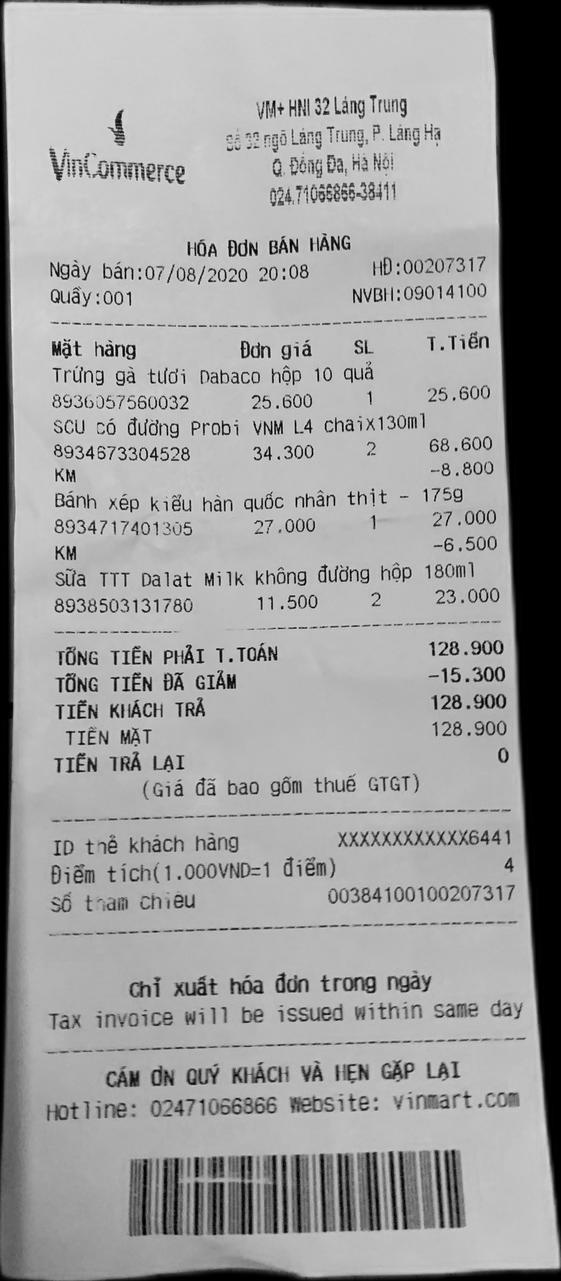 VinCommerce
VM+ HNI 32 Láng Trung
Số 32 ngõ Láng Trung, P. Láng Hạ
Q. Đống Đa, Hà Nội
024.71066866-38411
HÓA ĐƠN BÁN HÀNG
Ngày bán:07/08/2020 20:08 HĐ:00207317
Quầy:001 NVBH:09014100
Mặt hàng Đơn giá SL T.Tiền
Trứng gà tươi Dabaco hộp 10 quả
8936057560032 25.600 1 25.600
SCU có đường Probi VNM L4 chaix130ml
8934673304528 34.300 2 68.600
KM -8.800
Bánh xếp kiểu hàn quốc nhân thịt - 175g
8934717401305 27.000 1 27.000
KM -6.500
Sữa TTT Dalat Milk không đường hộp 180ml
8938503131780 11.500 2 23.000
TỔNG TIỀN PHẢI T.TOÁN 128.900
TỔNG TIỀN ĐÃ GIẢM -15.300
TIỀN KHÁCH TRẢ 128.900
TIỀN MẶT 128.900
TIỀN TRẢ LẠI 0
(Giá đã bao gồm thuế GTGT)
ID thẻ khách hàng XXXXXXXXXXXX6441
Điểm tích(1.000VND=1 điểm) 4
Số tham chiếu 00384100100207317
Chỉ xuất hóa đơn trong ngày
Tax invoice will be issued within same day
CẢM ƠN QUÝ KHÁCH VÀ HẸN GẶP LẠI
Hotline: 02471066866 Website: vinmart.com